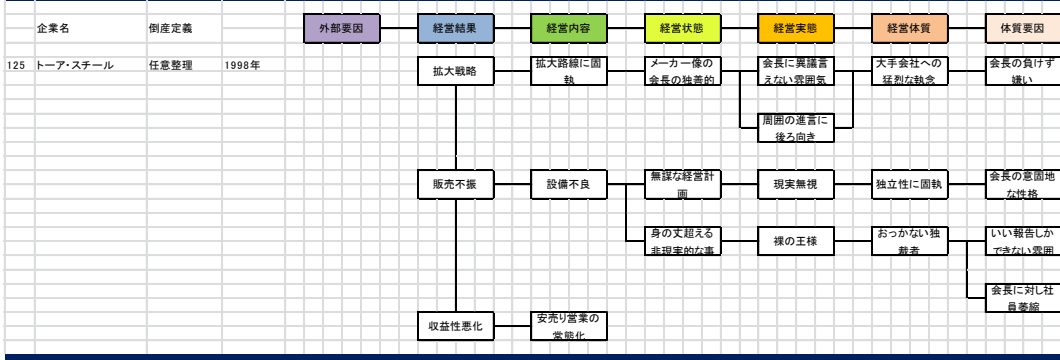 企業名 倒産定義 外部要因 経営結果 経営内容 経営状態 経営実態 経営体質 体質要因
125 トーア・スチール 任意整理 1998年
拡大戦略
拡大路線に固
執
メーカー像の
会長の独善的
会長に異議言
えない雰囲気
大手会社への
猛烈な執念
会長の負けず
嫌い
周囲の進言に
後ろ向き
販売不振
設備不良
無謀な経営計
画
現実無視
独立性に固執
会長の意固地
な性格
身の丈超える
非現実的な事
裸の王様
おっかない独
裁者
いい報告しか
できない雰囲
会長に対し社
員萎縮
収益性悪化
安売り営業の
常態化